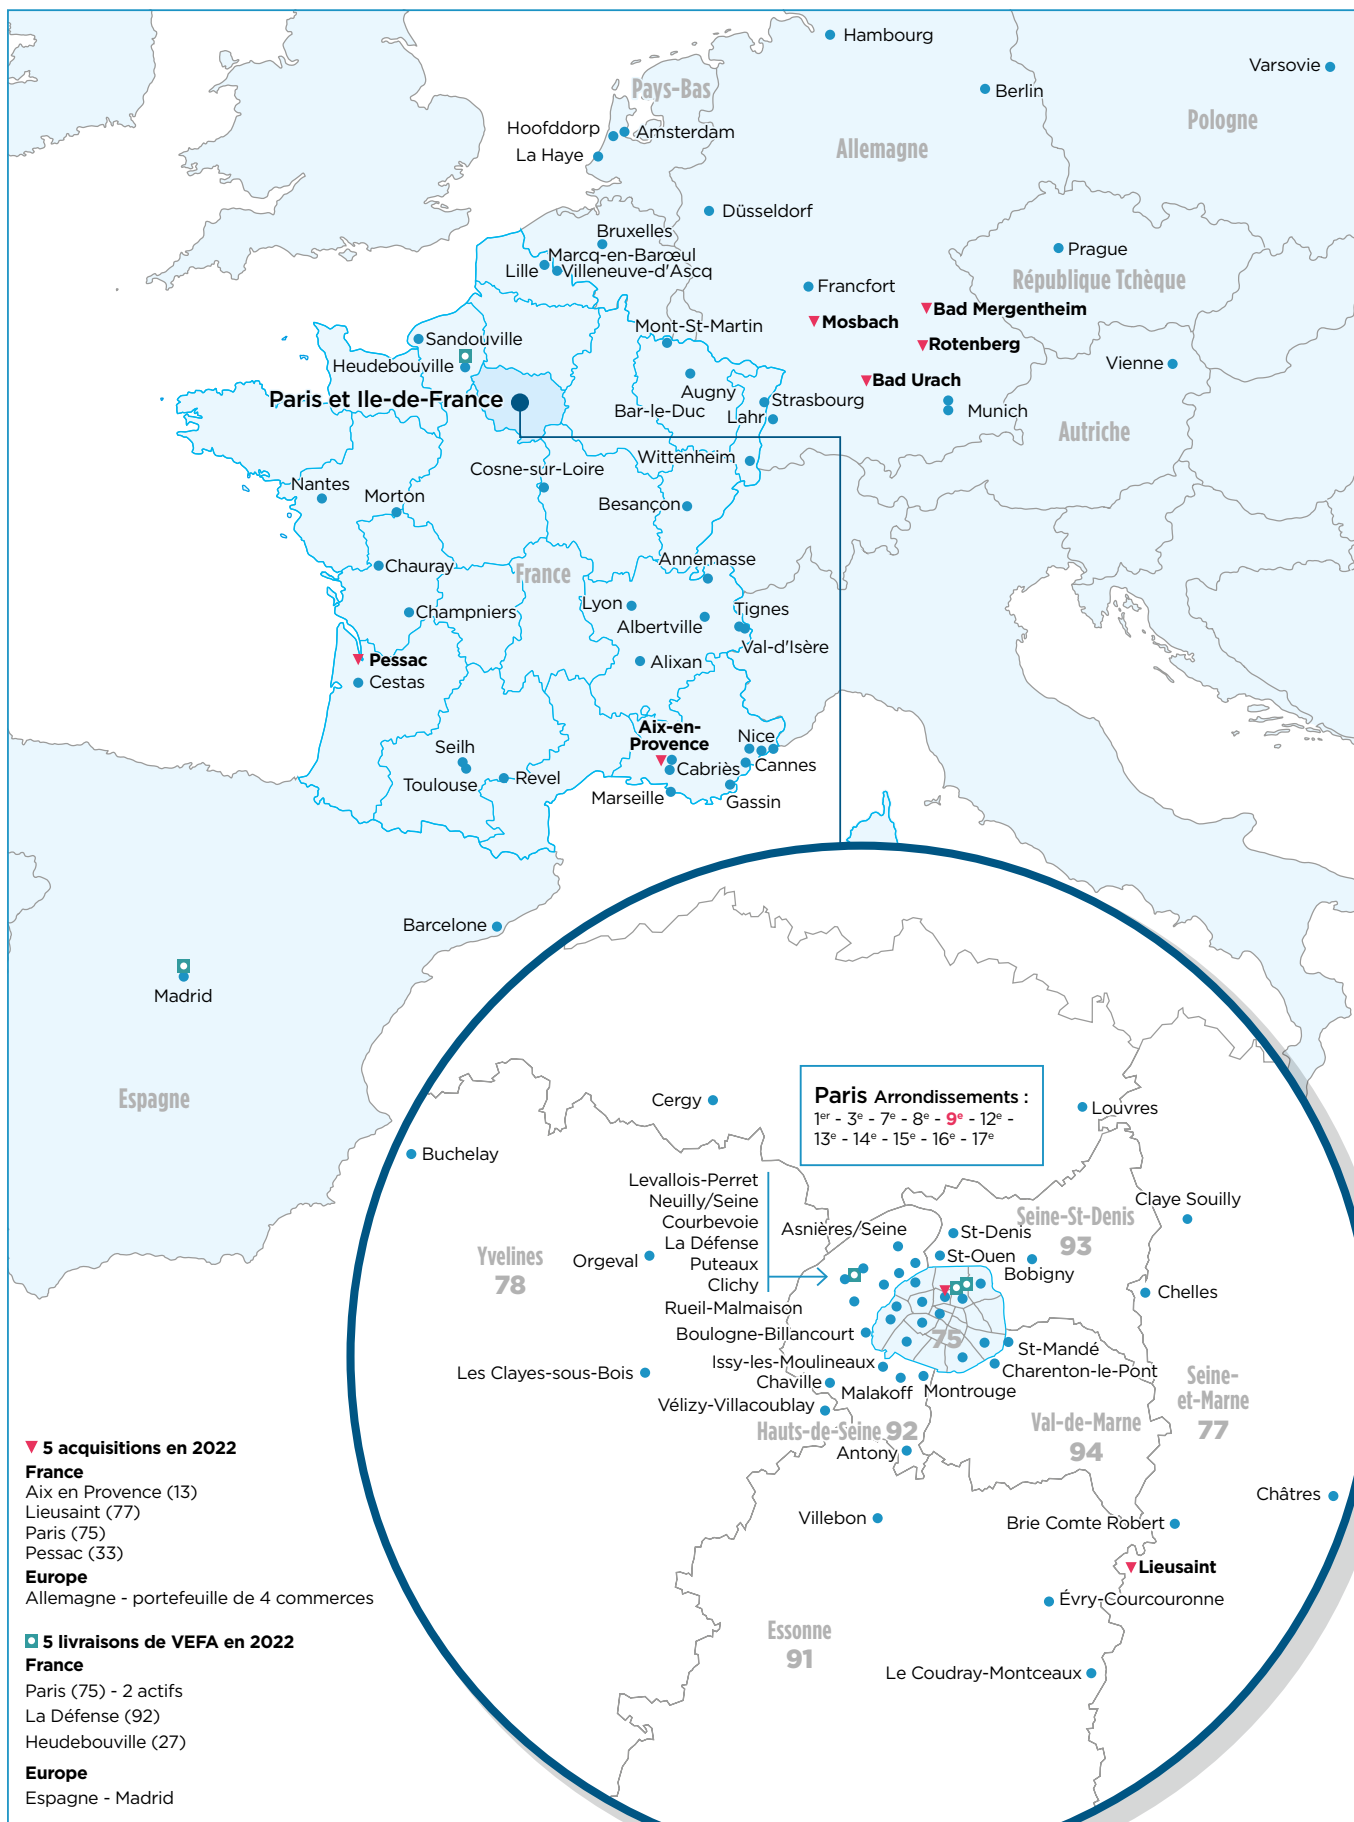 Hambourg
Varsovie
Pays-Bas
Berlin
Pologne
Hoofddorp
Amsterdam
La Haye
Allemagne
Düsseldorf
Bruxelles
Prague
Marcq-en-Barœul
Lille
Villeneuve-d'Ascq
République Tchèque
Francfort
Bad Mergentheim
Mosbach
Mont-St-Martin
Sandouville
Rotenberg
Heudebouville
Vienne
Bad Urach
Augny
Paris et Ile-de-France
Strasbourg
Bar-le-Duc
Lahr
Munich
Autriche
Wittenheim
Cosne-sur-Loire
Nantes
Morton
Besançon
Annemasse
Chauray
France
Lyon
Tignes
Champniers
Albertville
Val-d'Isère
Pessac
Alixan
Cestas
Aix-en-
Provence
Nice
Seilh
Cabriès
Cannes
Toulouse
Revel
Marseille
Gassin
Barcelone
Madrid
Espagne
Paris Arrondissements :
1er - 3e - 7e - 8e - 9e - 12e -
13e - 14e - 15e - 16e - 17e
Cergy
Louvres
Buchelay
Levallois-Perret
Neuilly/Seine
Courbevoie
La Défense
Puteaux
Clichy
Claye Souilly
Asnières/Seine
Seine-St-Denis
93
St-Denis
St-Ouen
Yvelines
78
Orgeval
Bobigny
Chelles
Rueil-Malmaison
Boulogne-Billancourt
75
St-Mandé
Issy-les-Moulineaux
Charenton-le-Pont
Les Clayes-sous-Bois
Chaville
Malakoff
Montrouge
Seine-
et-Marne
77
Vélizy-Villacoublay
Hauts-de-Seine 92
Val-de-Marne
94
Antony
Châtres
Villebon
Brie Comte Robert
Lieusaint
Évry-Courcouronne
Essonne
91
Le Coudray-Montceaux
5 acquisitions en 2022
France
Aix en Provence (13)
Lieusaint (77)
Paris (75)
Pessac (33)
Europe
Allemagne - portefeuille de 4 commerces
5 livraisons de VEFA en 2022
France
Paris (75) - 2 actifs
La Défense (92)
Heudebouville (27)
Europe
Espagne - Madrid